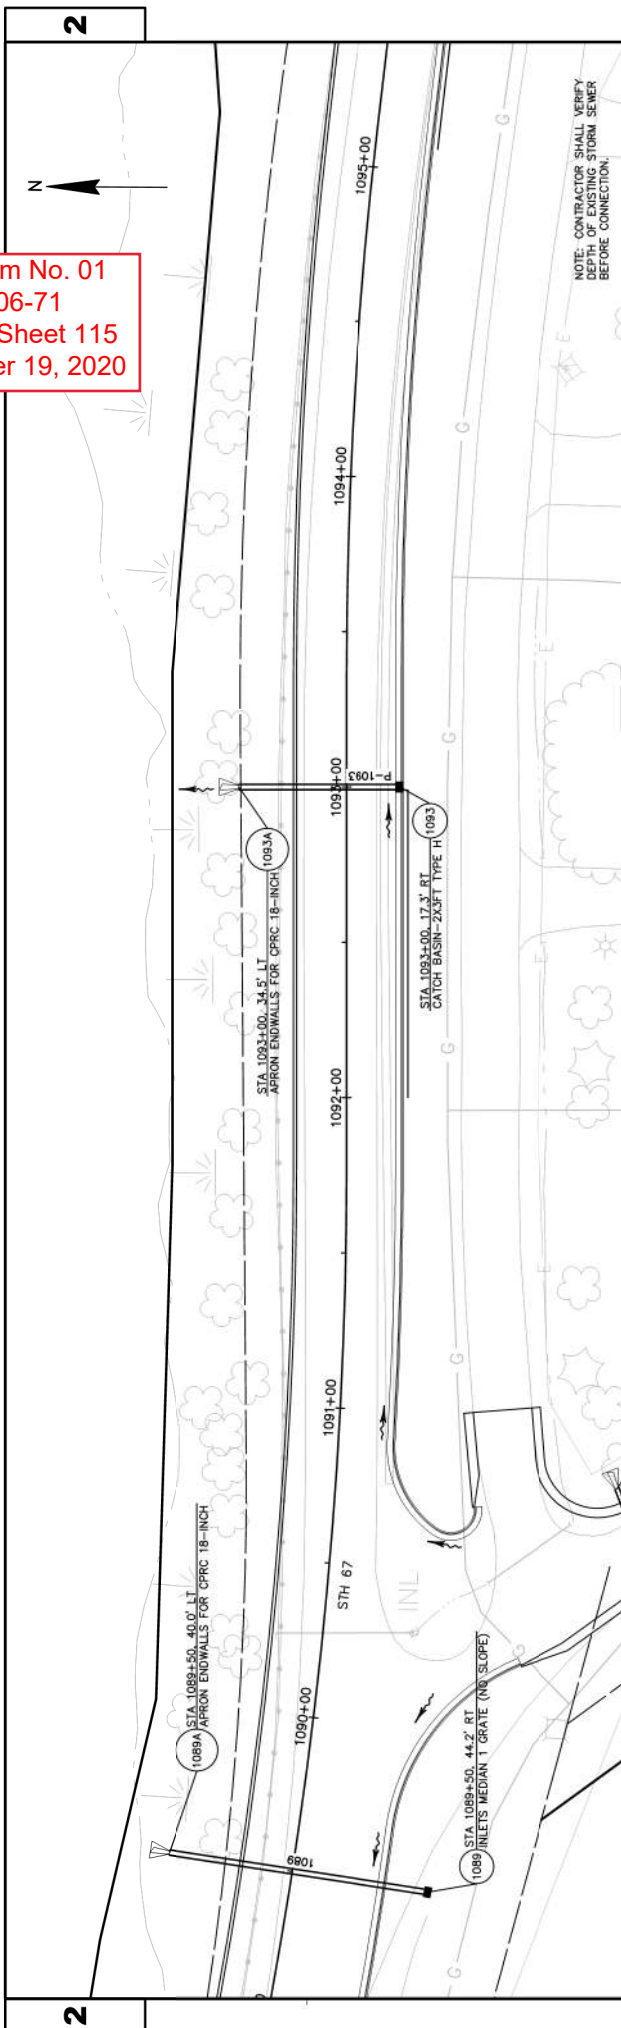 2
N
m No. 01
06-71
Sheet 115
er 19, 2020
NOTE: CONTRACTOR SHALL VERIFY
DEPTH OF EXISTING STORM SEWER
BEFORE CONNECTION.
1095+00
1094+00
1093+00
1092+00
1091+00
1090+00
STH 67
P-1093
1093A
STA 1093+00, 34.5' LT
APRON ENDWALLS FOR CPRC 18-INCH
1093
STA 1093+00, 17.3' RT
CATCH BASIN-2X3FT TYPE H
1089A
STA 1089+50, 40.0' LT
APRON ENDWALLS FOR CPRC 18-INCH
1089
1089
STA 1089+50, 44.2' RT
INLETS MEDIAN 1 GRATE (NO SLOPE)
INL
G
G
G
G
G
G
G
E
E
E
E
2